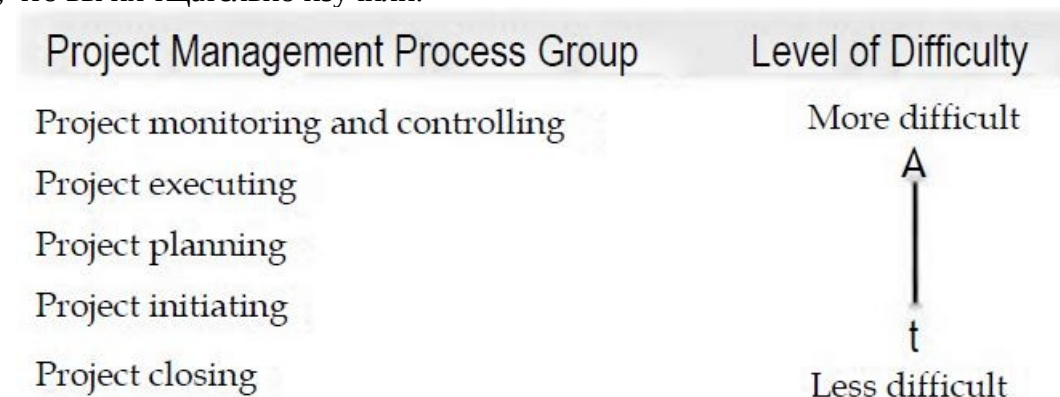 Project Management Process Group Level of Difficulty
Project monitoring and controlling More difficult
A
Project executing
Project planning
Project initiating
t
Project closing Less difficult